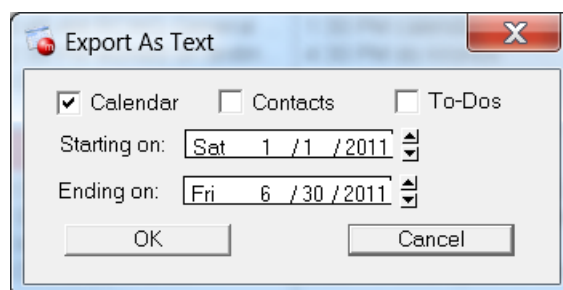 Export As Text
Calendar Contacts To-Dos
Starting on: Sat 1 /1 / 2011
Ending on: Fri 6 / 30 / 2011
OK Cancel